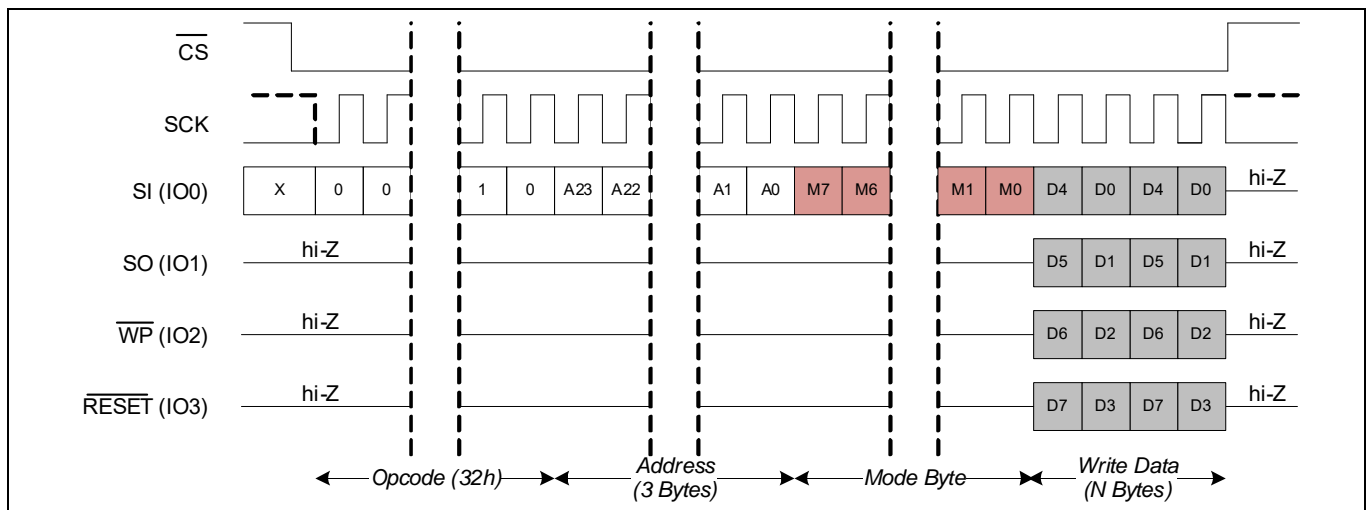 CS
SCK
SI (IO0) X 0 0 1 0 A23 A22 A1 A0 M7 M6 M1 M0 D4 D0 D4 D0 hi-Z
SO (IO1) hi-Z D5 D1 D5 D1 hi-Z
WP (IO2) hi-Z D6 D2 D6 D2 hi-Z
RESET (IO3) hi-Z D7 D3 D7 D3 hi-Z
Opcode (32h) Address (3 Bytes) Mode Byte Write Data (N Bytes)